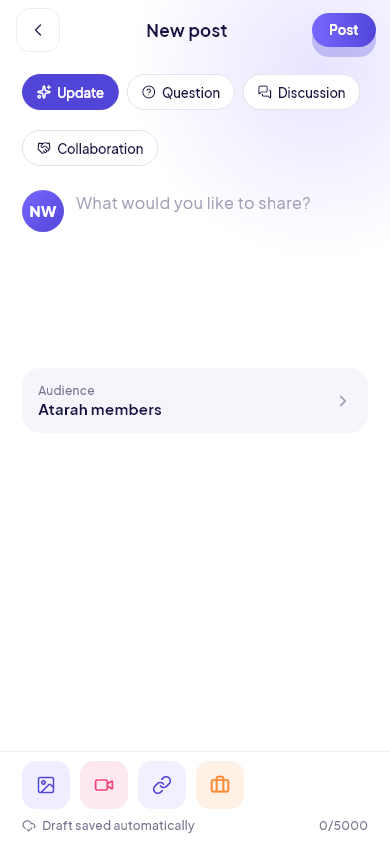 New post
Post
Update
Question
Discussion
Collaboration
NW
What would you like to share?
Audience
Atarah members
Draft saved automatically
0/5000